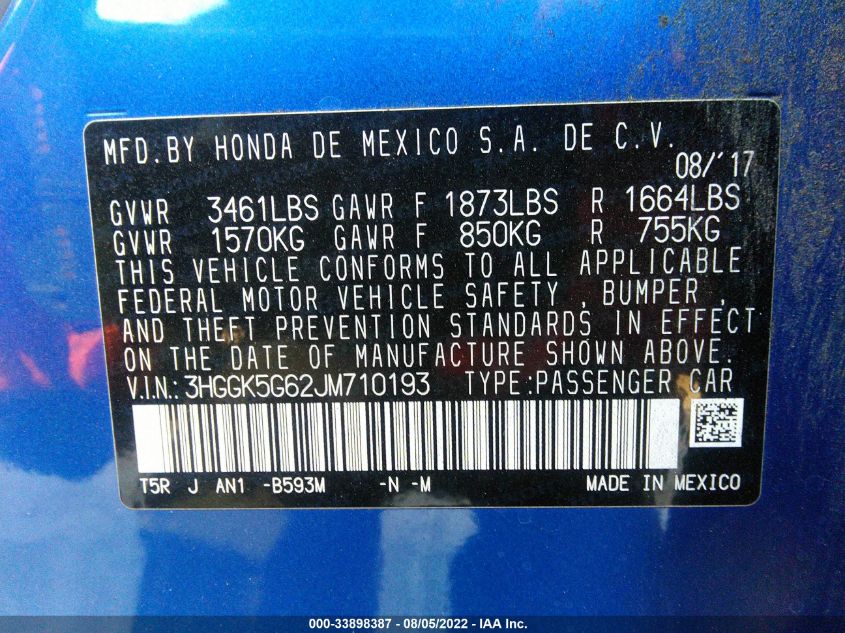 MFD.BY HONDA DE MEXICO S.A. DE C.V.
08/'17
GVWR 3461LBS GAWR F 1873LBS R 1664LBS
GVWR 1570KG GAWR F 850KG R 755KG
THIS VEHICLE CONFORMS TO ALL APPLICABLE
FEDERAL MOTOR VEHICLE SAFETY , BUMPER ,
AND THEFT PREVENTION STANDARDS IN EFFECT
ON THE DATE OF MANUFACTURE SHOWN ABOVE.
V.I.N.: 3HGGK5G62JM710193 TYPE:PASSENGER CAR
T5R J AN1 -B593M -N -M MADE IN MEXICO
000-33898387 - 08/05/2022 - IAA Inc.